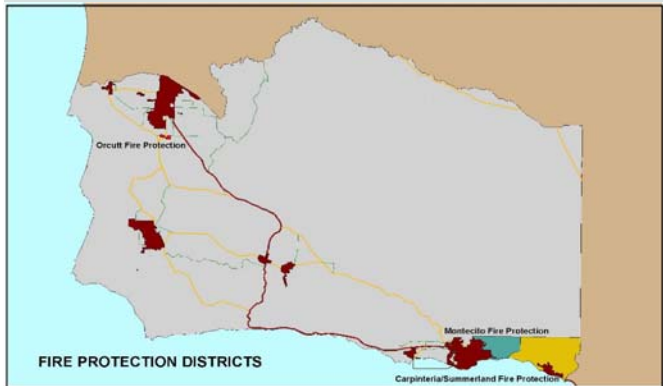 Orcutt Fire Protection
Montecito Fire Protection
FIRE PROTECTION DISTRICTS
Carpinteria/Summerland Fire Protection